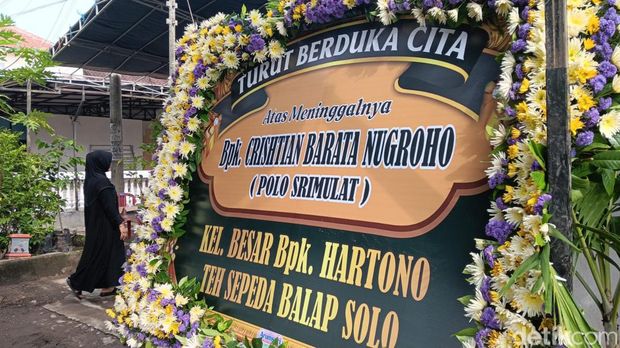 TURUT BERDUKA CITA
Atas Meninggalnya
Bpk. CRISHTIAN BARATA NUGROHO
( POLO SRIMULAT )
KEL. BESAR Bpk. HARTONO
TEH SEPEDA BALAP SOLO
detikcom